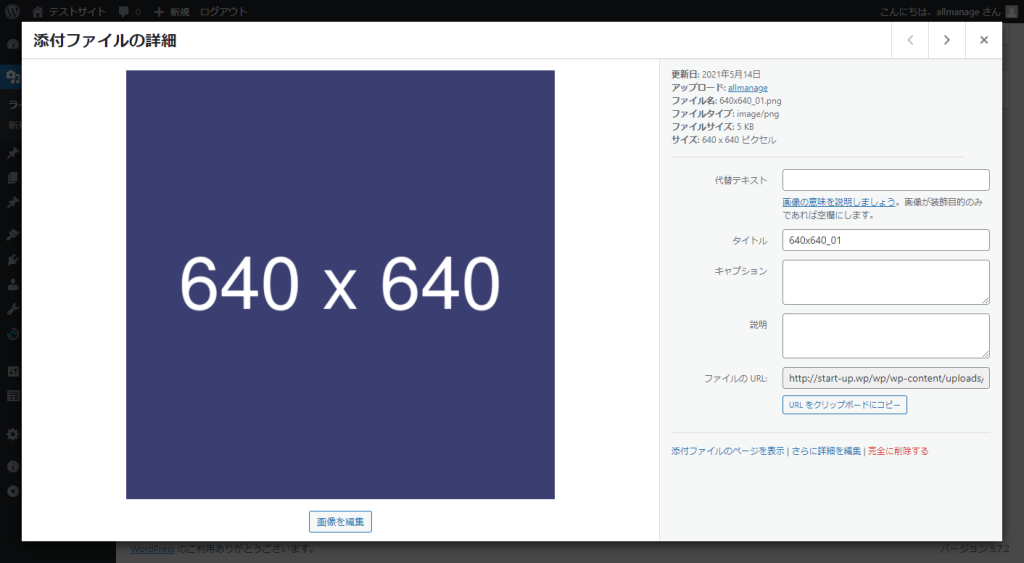 テストサイト 0 新規 ログアウト
こんにちは、allmanage さん
添付ファイルの詳細
640 x 640
画像を編集
更新日: 2021年5月14日
アップロード: allmanage
ファイル名: 640x640_01.png
ファイルタイプ: image/png
ファイルサイズ: 5 KB
サイズ: 640 x 640 ピクセル
代替テキスト
画像の意味を説明しましょう。画像が装飾目的のみ
であれば空欄にします。
タイトル 640x640_01
キャプション
説明
ファイルの URL: http://start-up.wp/wp/wp-content/uploads/
URL をクリップボードにコピー
添付ファイルのページを表示 | さらに詳細を編集 | 完全に削除する
WordPress のご利用ありがとうございます。
バージョン 5.7.2